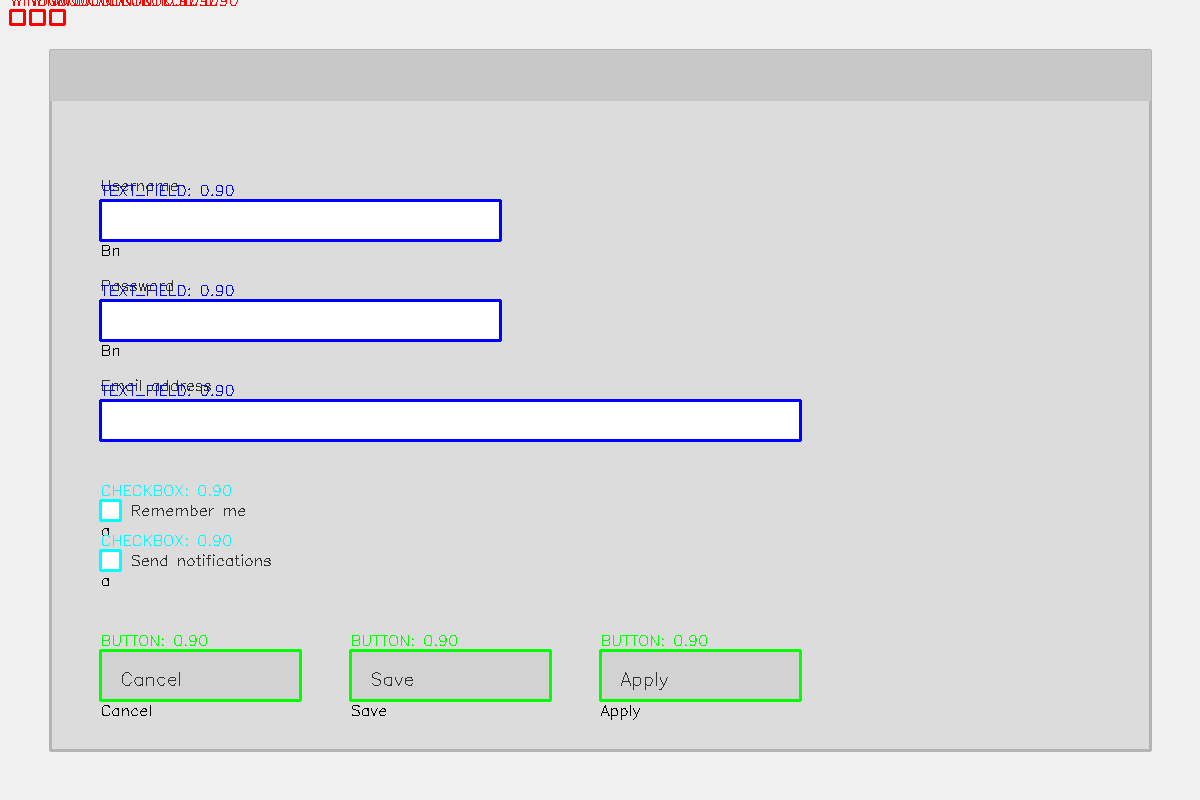 Username
TEXT_FIELD: 0.90
Bn
Password
TEXT_FIELD: 0.90
Bn
Email address
TEXT_FIELD: 0.90
CHECKBOX: 0.90
Remember me
a
CHECKBOX: 0.90
Send notifications
a
BUTTON: 0.90 BUTTON: 0.90 BUTTON: 0.90
Cancel Save Apply
Cancel Save Apply